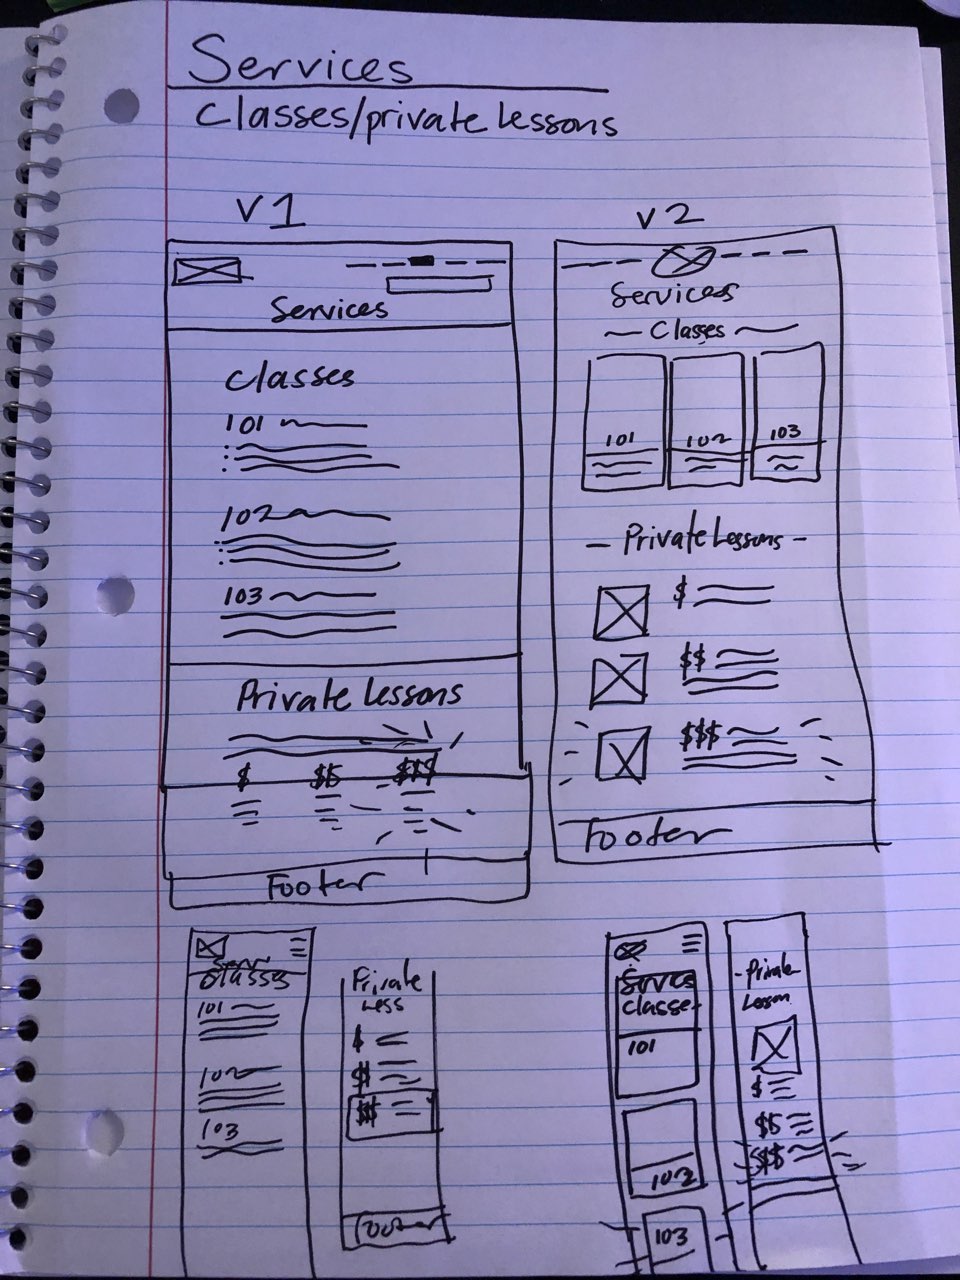 Services
Classes/private lessons
V1
Services
Classes
101
102
103
Private lessons
$ $$ $$$
Footer
V2
Services
Classes
101 102 103
- Private Lessons -
$
$$
$$$
Footer
Serv
Classes
101
102
103
Private
Less
$
$$
$$$
Footer
Classes
101
102
103
-Private-
Lesson
$
$$
$$$